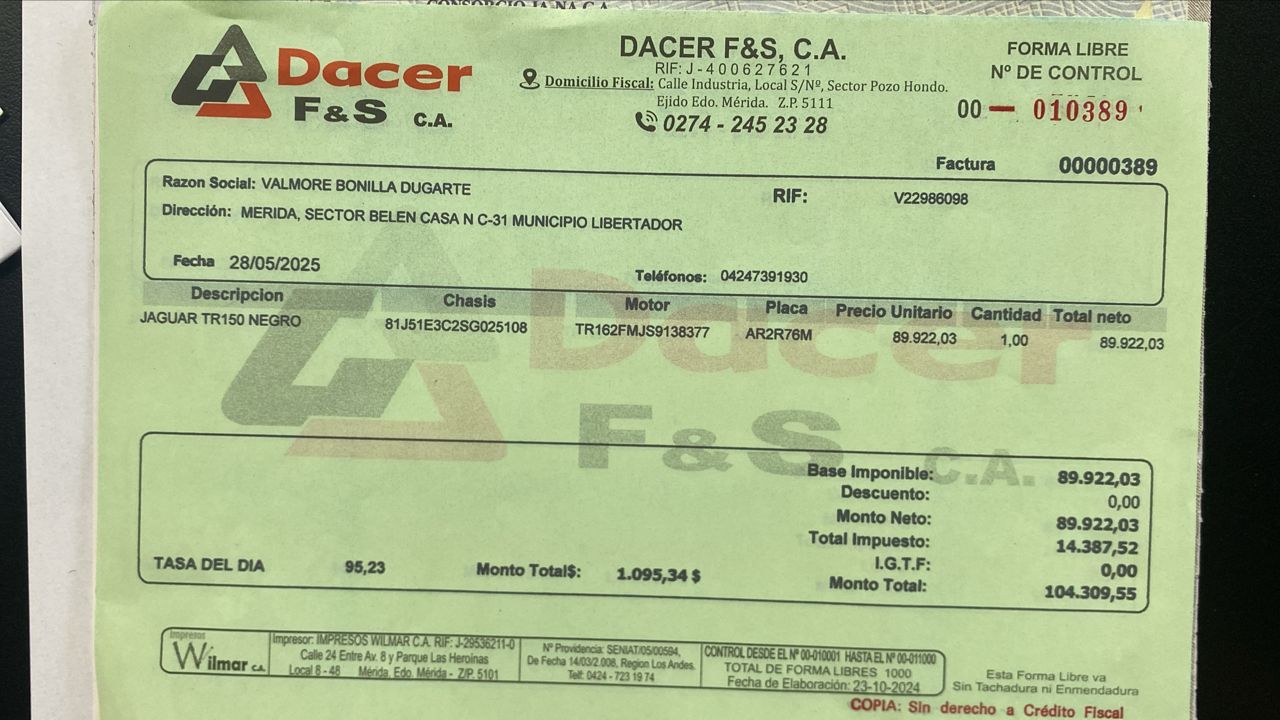 Dacer
F&S C.A.
DACER F&S, C.A.
RIF: J-400627621
Domicilio Fiscal: Calle Industria, Local S/Nº, Sector Pozo Hondo.
Ejido Edo. Mérida. Z.P. 5111
0274 - 245 23 28
FORMA LIBRE
Nº DE CONTROL
00 — 010389
Factura 00000389
Razon Social: VALMORE BONILLA DUGARTE
RIF: V22986098
Dirección: MERIDA, SECTOR BELEN CASA N C-31 MUNICIPIO LIBERTADOR
Fecha 28/05/2025
Teléfonos: 04247391930
Descripcion Chasis Motor Placa Precio Unitario Cantidad Total neto
JAGUAR TR150 NEGRO 81J51E3C2SG025108 TR162FMJS9138377 AR2R76M 89.922,03 1,00 89.922,03
Dacer
F&S C.A.
Base Imponible: 89.922,03
Descuento: 0,00
Monto Neto: 89.922,03
Total Impuesto: 14.387,52
I.G.T.F: 0,00
Monto Total: 104.309,55
TASA DEL DIA 95,23 Monto Total$: 1.095,34 $
Impresos
Wilmar C.A.
Impresor: IMPRESOS WILMAR C.A. RIF: J-29536211-0
Calle 24 Entre Av. 8 y Parque Las Heroinas
Local 8 - 48 Mérida. Edo. Mérida - Z/P. 5101
Nº Providencia: SENIAT/05/00594,
De Fecha 14/03/2.008, Region Los Andes.
Telf: 0424 - 723 19 74
CONTROL DESDE EL Nº 00-010001 HASTA EL Nº 00-011000
TOTAL DE FORMA LIBRES 1000
Fecha de Elaboración: 23-10-2024
Esta Forma Libre va
Sin Tachadura ni Enmendadura
COPIA: Sin derecho a Crédito Fiscal